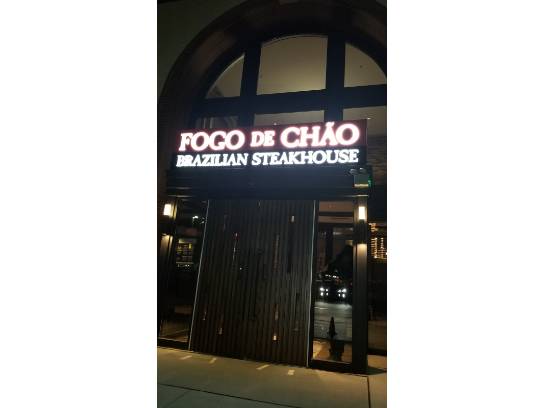 FOGO DE CHÃO
BRAZILIAN STEAKHOUSE